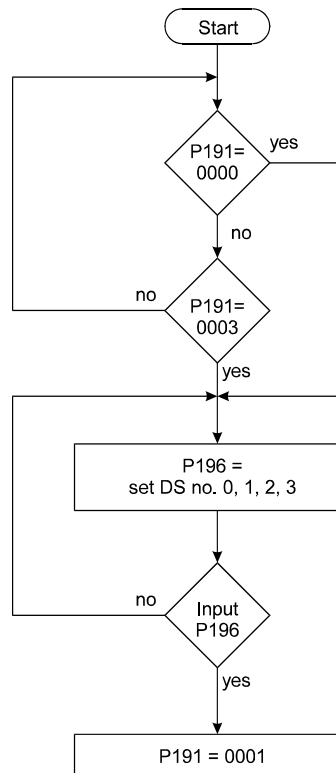 Start
P191=
0000
yes
no
P191=
0003
no
yes
P196 =
set DS no. 0, 1, 2, 3
Input
P196
no
yes
P191 = 0001